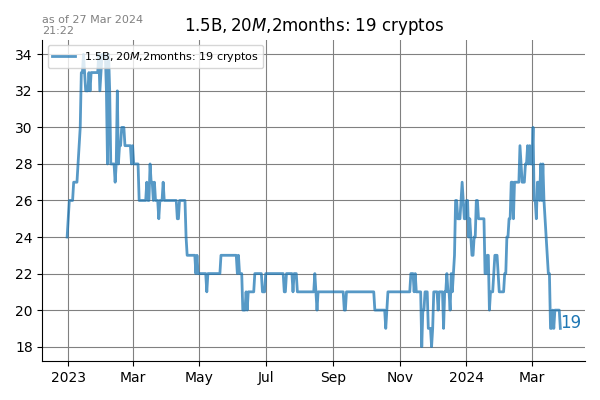 as of 27 Mar 2024
21:22
1.5B, 20M,2months: 19 cryptos
1.5B, 20M,2months: 19 cryptos
34
32
30
28
26
24
22
20
18
19
2023 Mar May Jul Sep Nov 2024 Mar